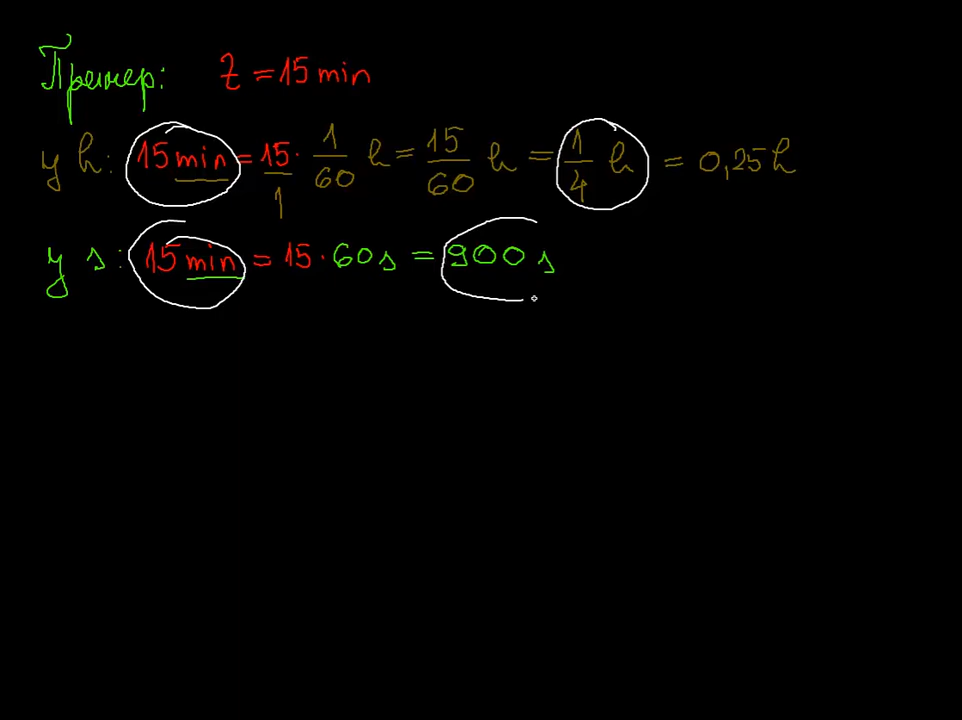 Пример: t = 15 min
у h: 15 min = 15/1 · 1/60 h = 15/60 h = 1/4 h = 0,25 h
у s: 15 min = 15 · 60 s = 900 s